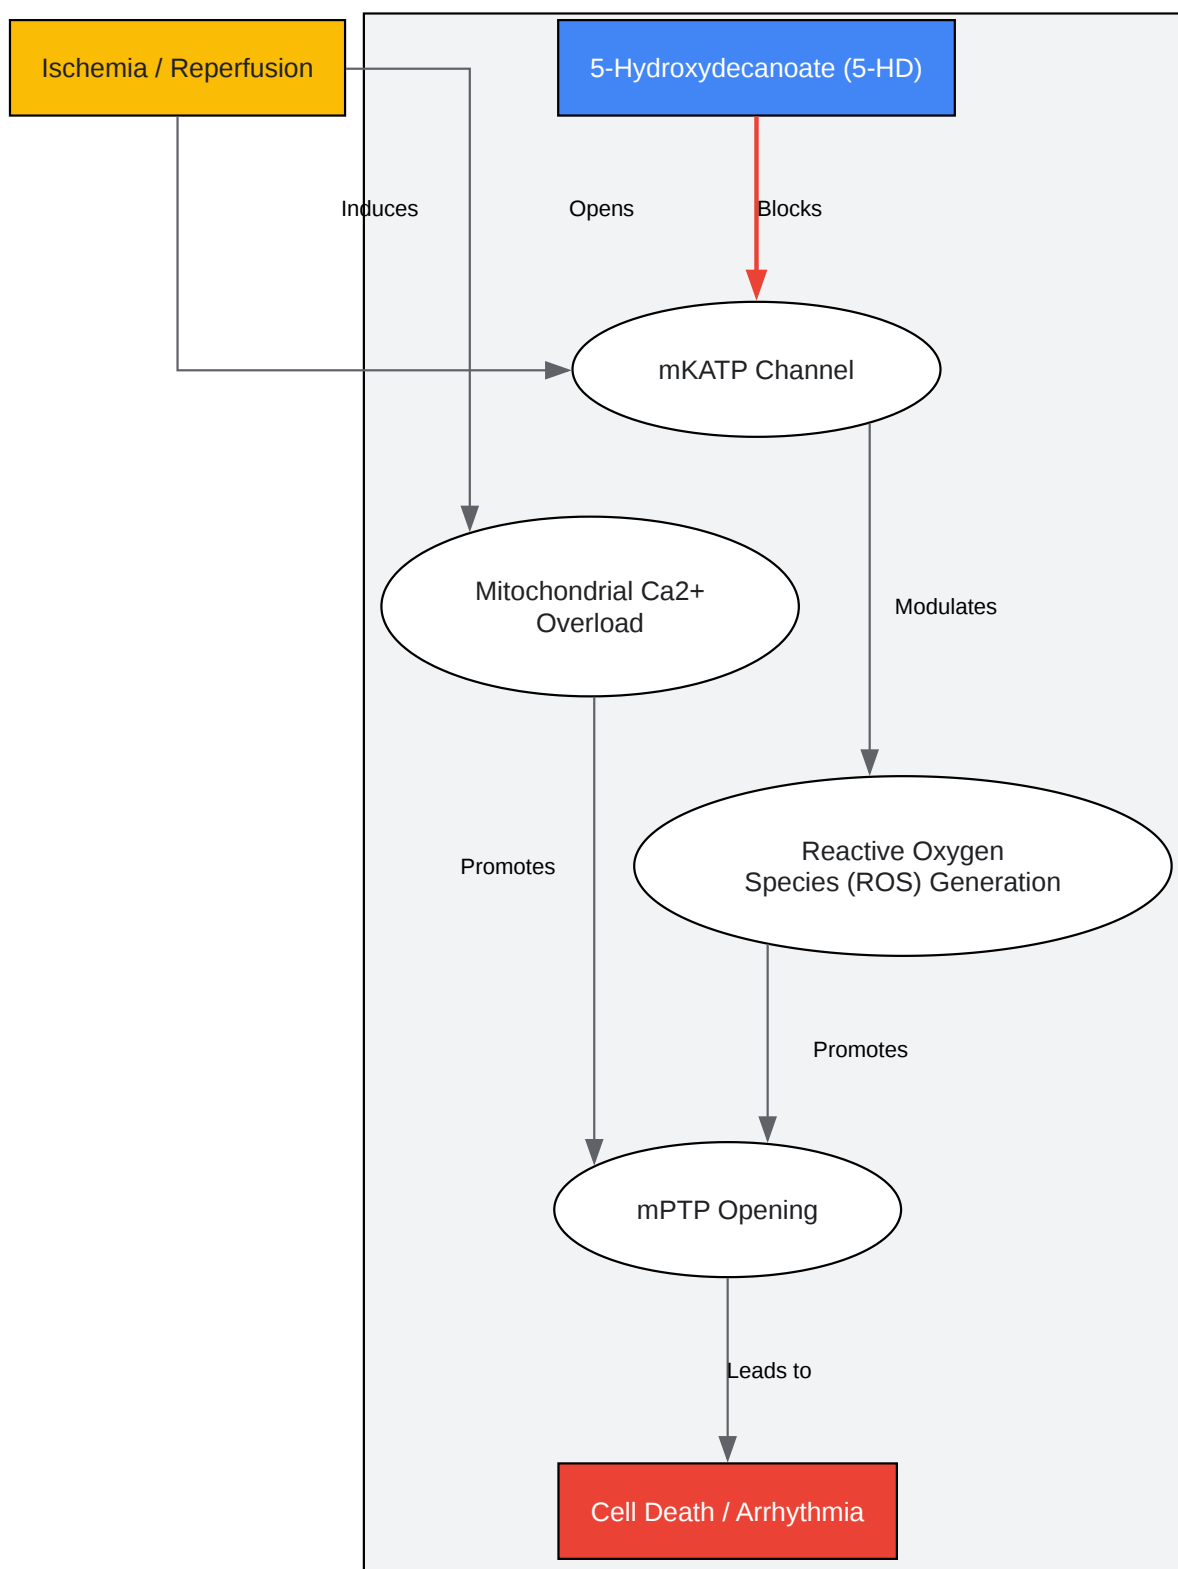 Ischemia / Reperfusion
5-Hydroxydecanoate (5-HD)
Induces
Opens
Blocks
mKATP Channel
Mitochondrial Ca2+
Overload
Modulates
Reactive Oxygen
Species (ROS) Generation
Promotes
Promotes
mPTP Opening
Leads to
Cell Death / Arrhythmia